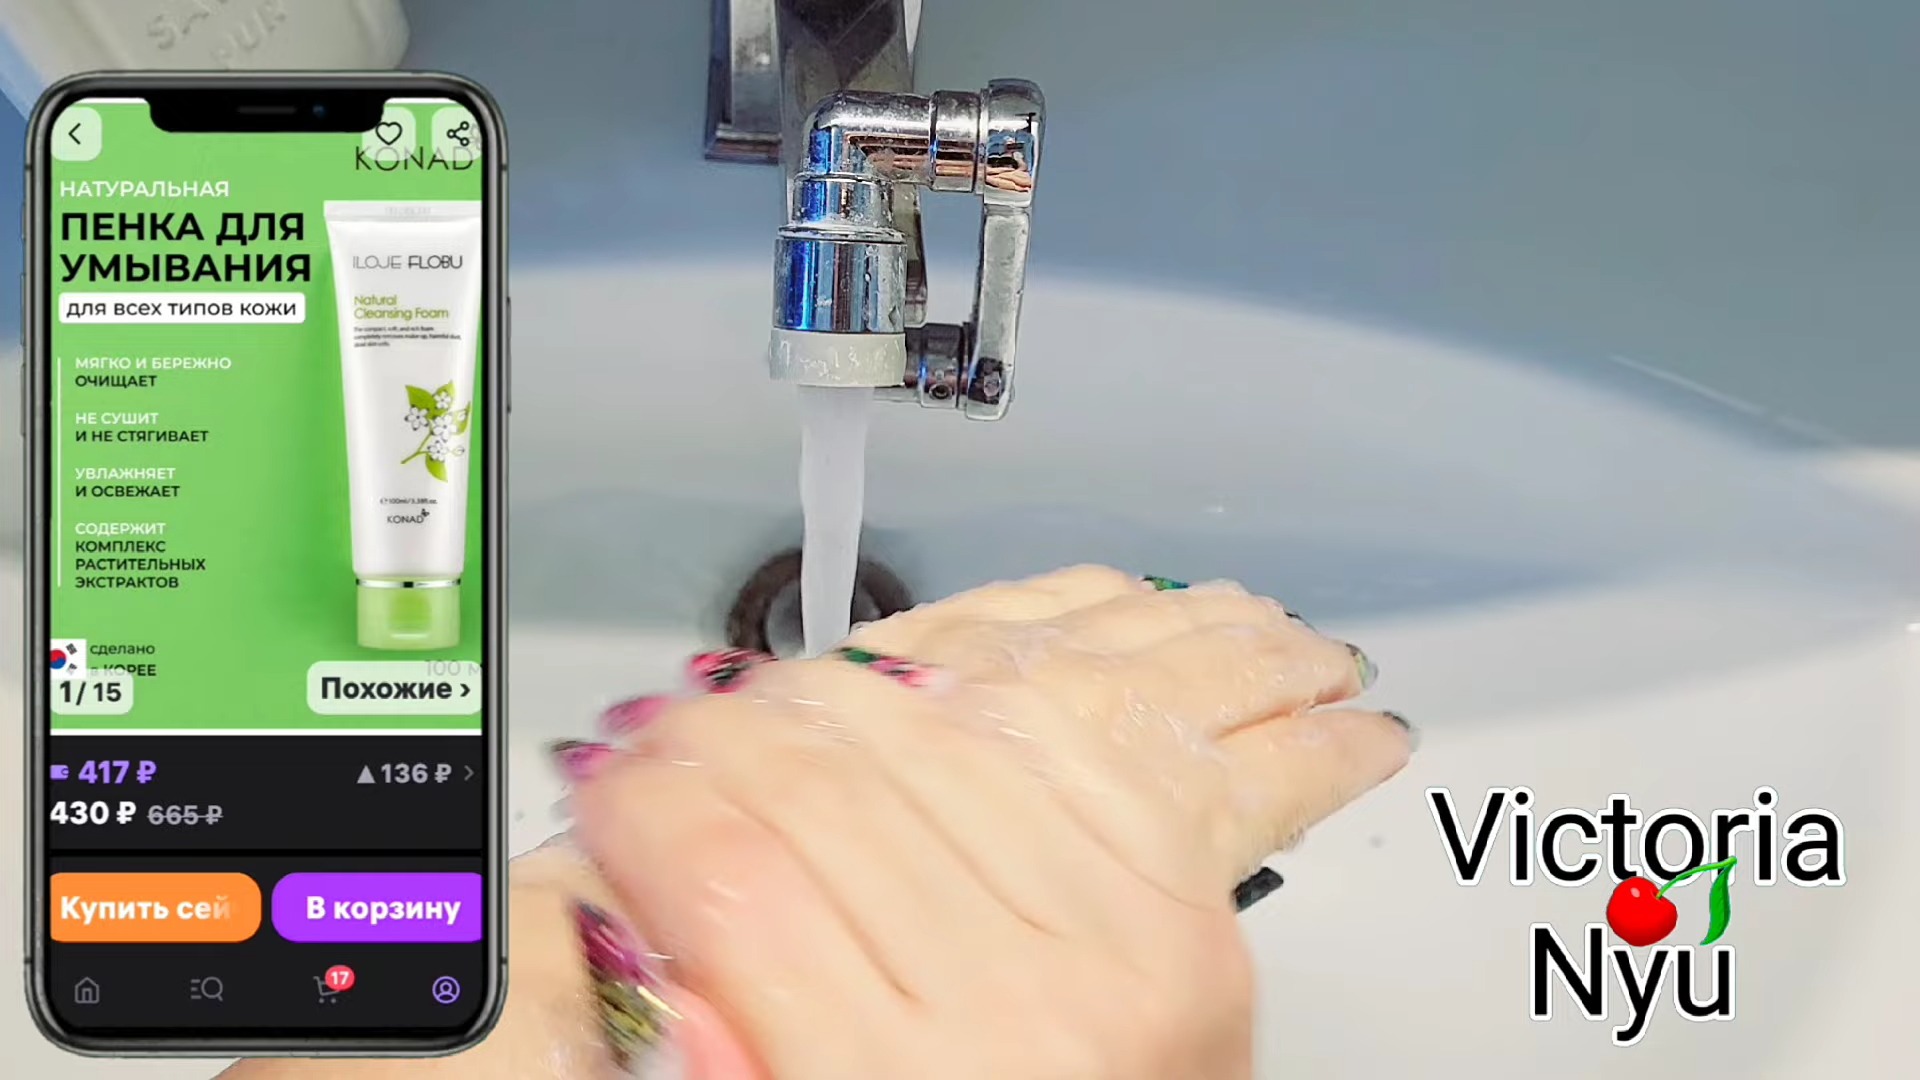 KONAD
НАТУРАЛЬНАЯ
ПЕНКА ДЛЯ
УМЫВАНИЯ
для всех типов кожи
МЯГКО И БЕРЕЖНО
ОЧИЩАЕТ
НЕ СУШИТ
И НЕ СТЯГИВАЕТ
УВЛАЖНЯЕТ
И ОСВЕЖАЕТ
СОДЕРЖИТ
КОМПЛЕКС
РАСТИТЕЛЬНЫХ
ЭКСТРАКТОВ
ILOJE FLOBU
Natural
Cleansing Foam
KONAD
сделано
в КОРЕЕ
100
1/15
Похожие ›
417 ₽
136 ₽
430 ₽ 665 ₽
Купить сей
В корзину
17
Victoria
Nyu